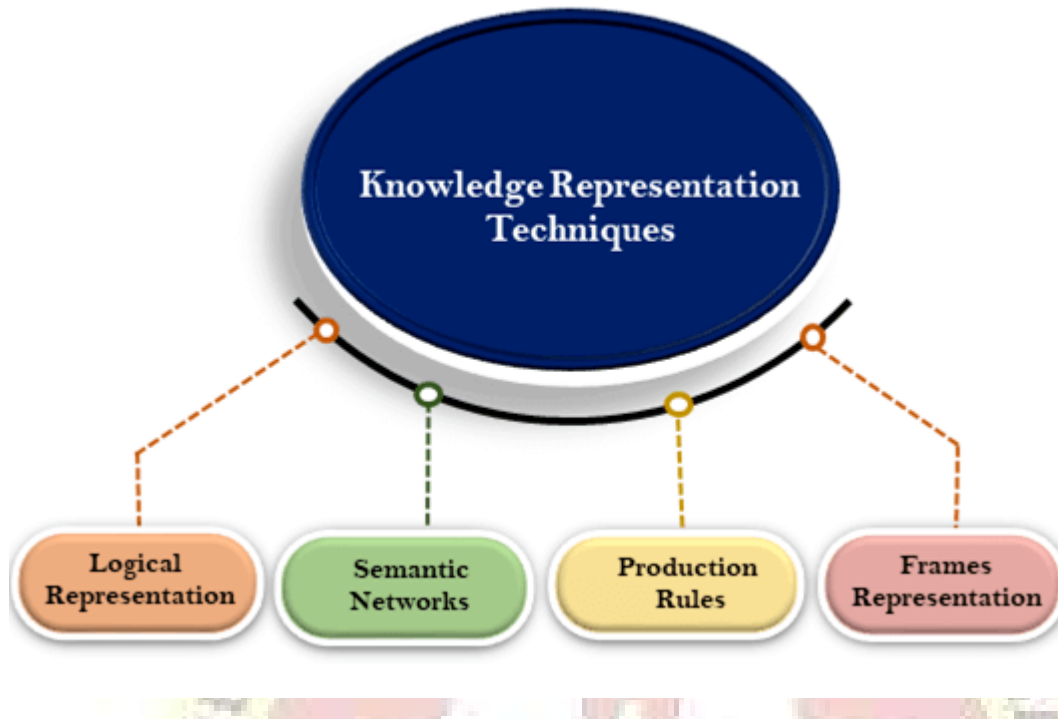 Knowledge Representation
Techniques
Logical
Representation
Semantic
Networks
Production
Rules
Frames
Representation